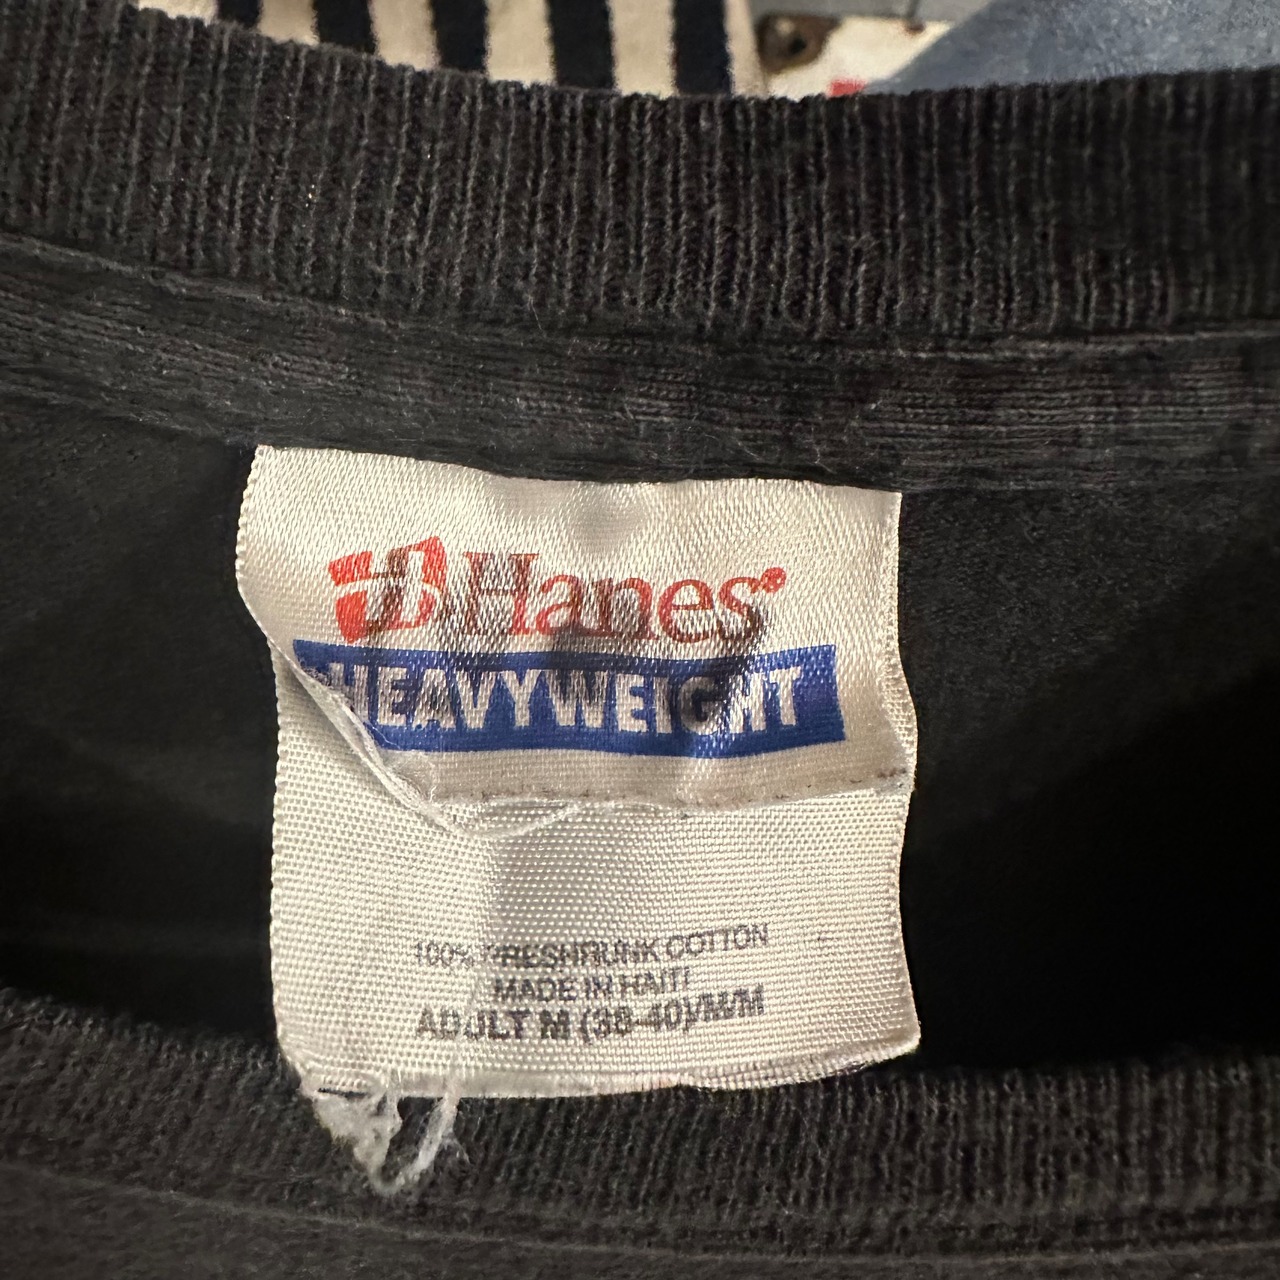 Hanes
HEAVYWEIGHT
100% PRESHRUNK COTTON
MADE IN HAITI
ADULT M (38-40)/M/M